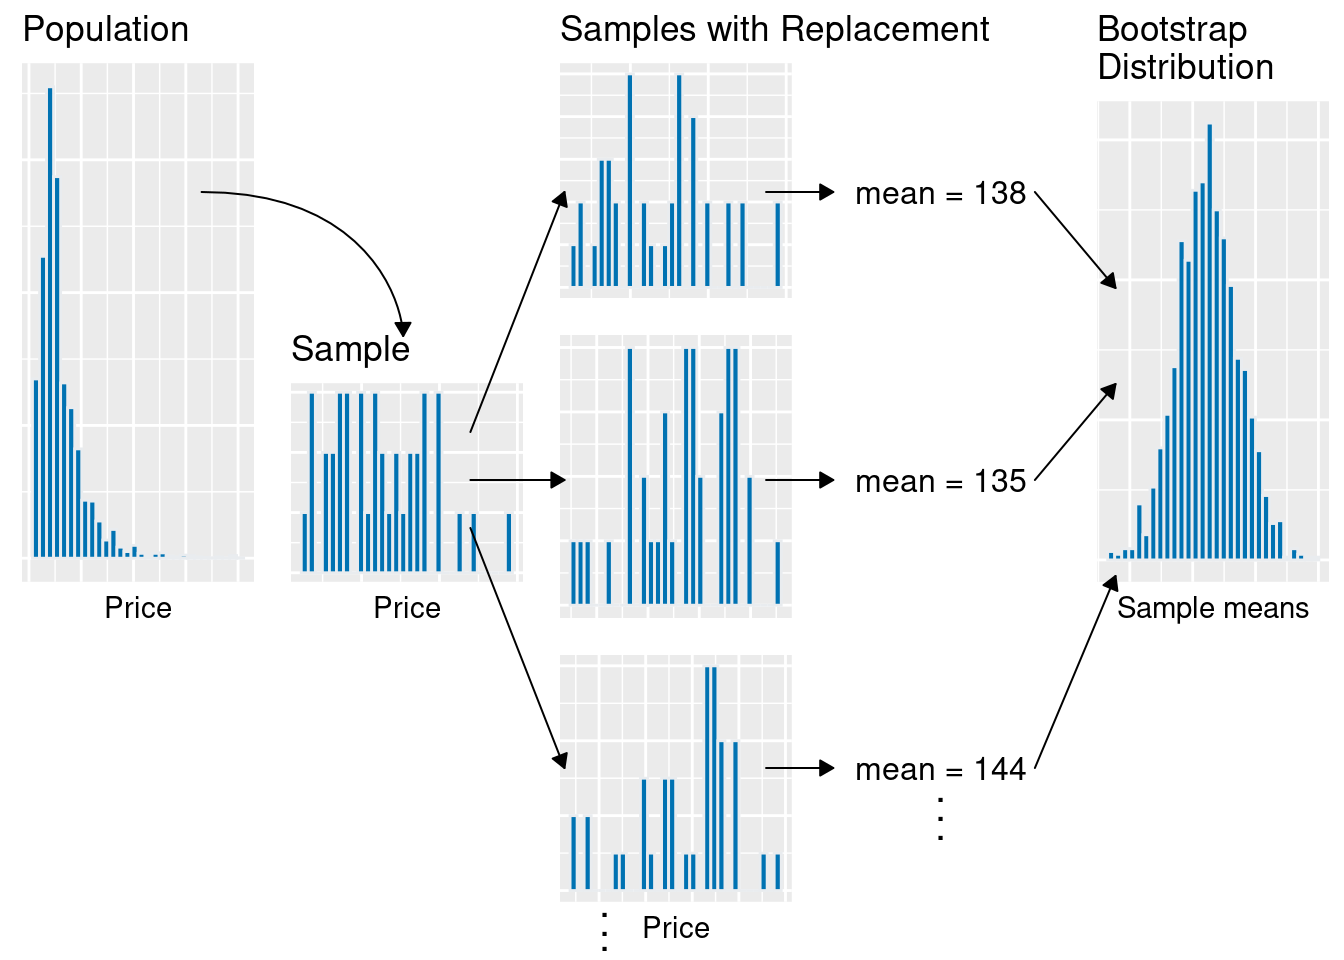 Population
Samples with Replacement
Bootstrap
Distribution
mean = 138
Sample
mean = 135
Price
Price
Sample means
mean = 144
Price